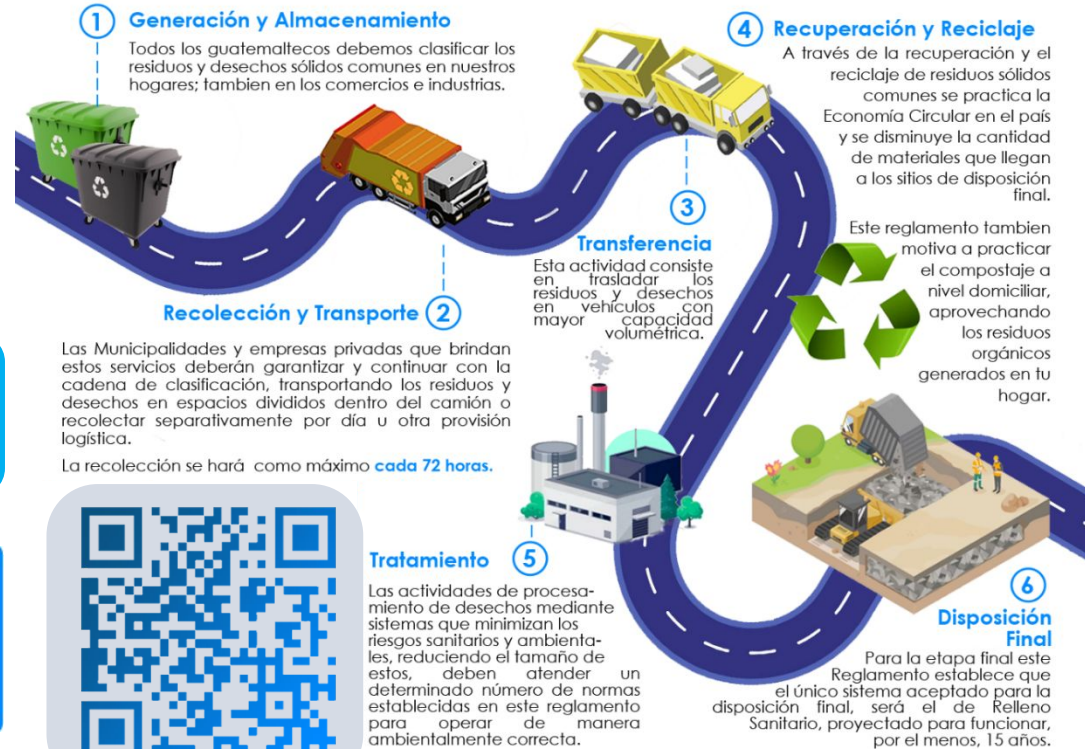 1 Generación y Almacenamiento
Todos los guatemaltecos debemos clasificar los
residuos y desechos sólidos comunes en nuestros
hogares; tambien en los comercios e industrias.
Recolección y Transporte 2
Las Municipalidades y empresas privadas que brindan
estos servicios deberán garantizar y continuar con la
cadena de clasificación, transportando los residuos y
desechos en espacios divididos dentro del camión o
recolectar separativamente por día u otra provisión
logística.
La recolección se hará como máximo cada 72 horas.
3
Transferencia
Esta actividad consiste
en trasladar los
residuos y desechos
en vehículos con
mayor capacidad
volumétrica.
4 Recuperación y Reciclaje
A través de la recuperación y el
reciclaje de residuos sólidos
comunes se practica la
Economía Circular en el país
y se disminuye la cantidad
de materiales que llegan
a los sitios de disposición
final.
Este reglamento tambien
motiva a practicar
el compostaje a
nivel domiciliar,
aprovechando
los residuos
orgánicos
generados en tu
hogar.
Tratamiento 5
Las actividades de procesa-
miento de desechos mediante
sistemas que minimizan los
riesgos sanitarios y ambienta-
les, reduciendo el tamaño de
estos, deben atender un
determinado número de normas
establecidas en este reglamento
para operar de manera
ambientalmente correcta.
6
Disposición
Final
Para la etapa final este
Reglamento establece que
el único sistema aceptado para la
disposición final, será el de Relleno
Sanitario, proyectado para funcionar,
por el menos, 15 años.